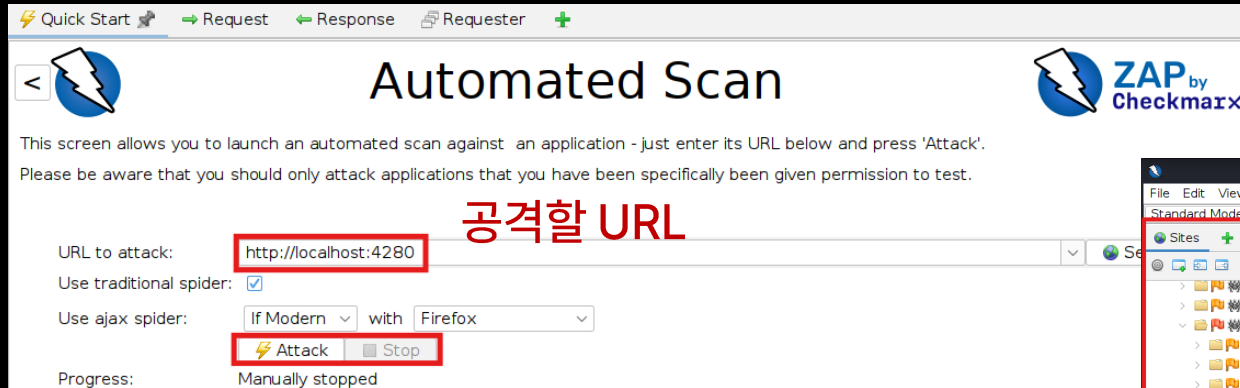 Quick Start Request Response Requester
< Automated Scan ZAP by Checkmarx
This screen allows you to launch an automated scan against an application - just enter its URL below and press 'Attack'.
Please be aware that you should only attack applications that you have been specifically been given permission to test.
공격할 URL
URL to attack: http://localhost:4280 Se
Use traditional spider:
Use ajax spider: If Modern with Firefox
Attack Stop
Progress: Manually stopped
File Edit View
Standard Mode
Sites